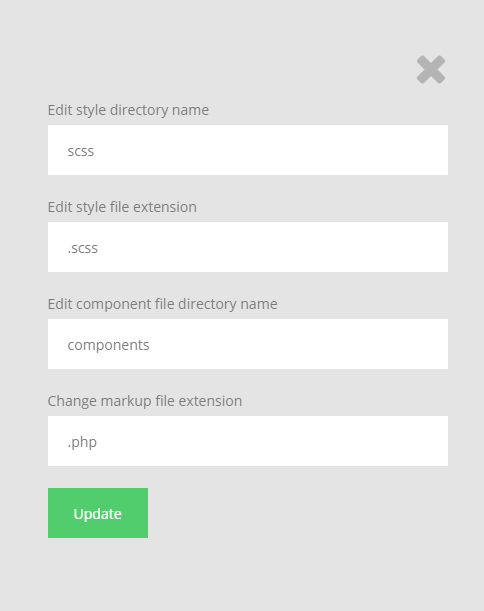 Edit style directory name
scss
Edit style file extension
.scss
Edit component file directory name
components
Change markup file extension
.php
Update